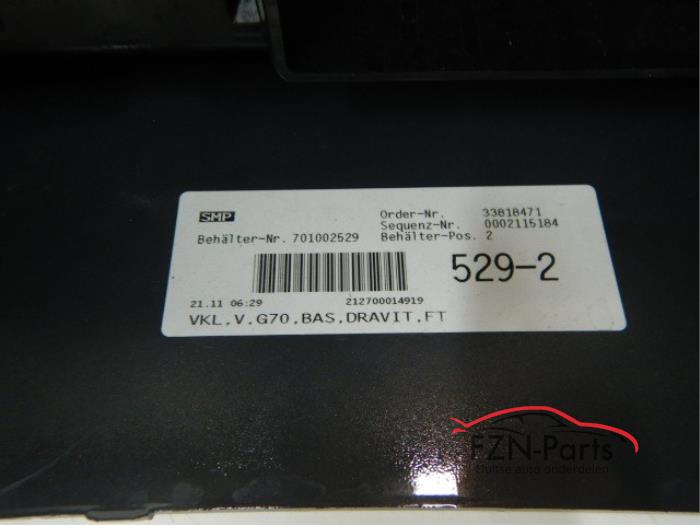 SMP
Order-Nr. 33818471
Sequenz-Nr. 0002115184
Behälter-Nr. 701002529 Behälter-Pos. 2
529-2
21.11 06:29 212700014919
VKL,V,G70,BAS,DRAVIT,FT
FZN-Parts
Duitse auto onderdelen